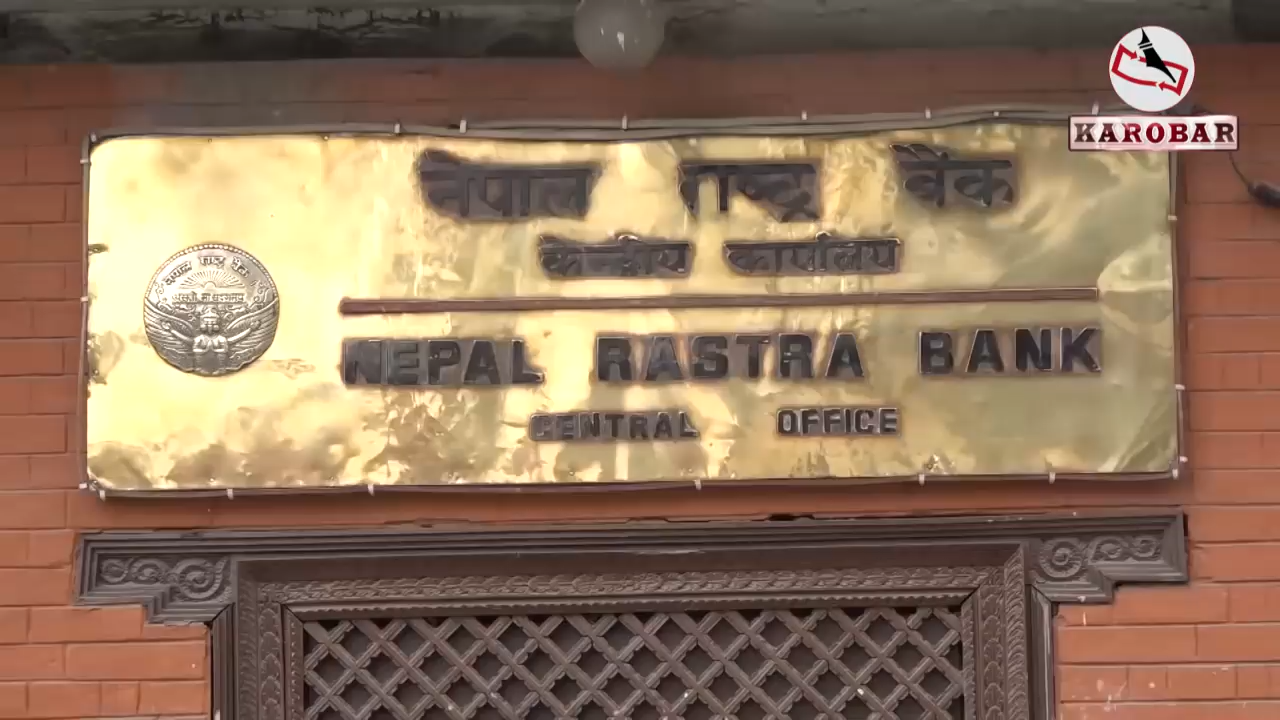 KAROBAR
नेपाल राष्ट्र बैंक
केन्द्रीय कार्यालय
नेपाल राष्ट्र बैंक
NEPAL RASTRA BANK
CENTRAL OFFICE